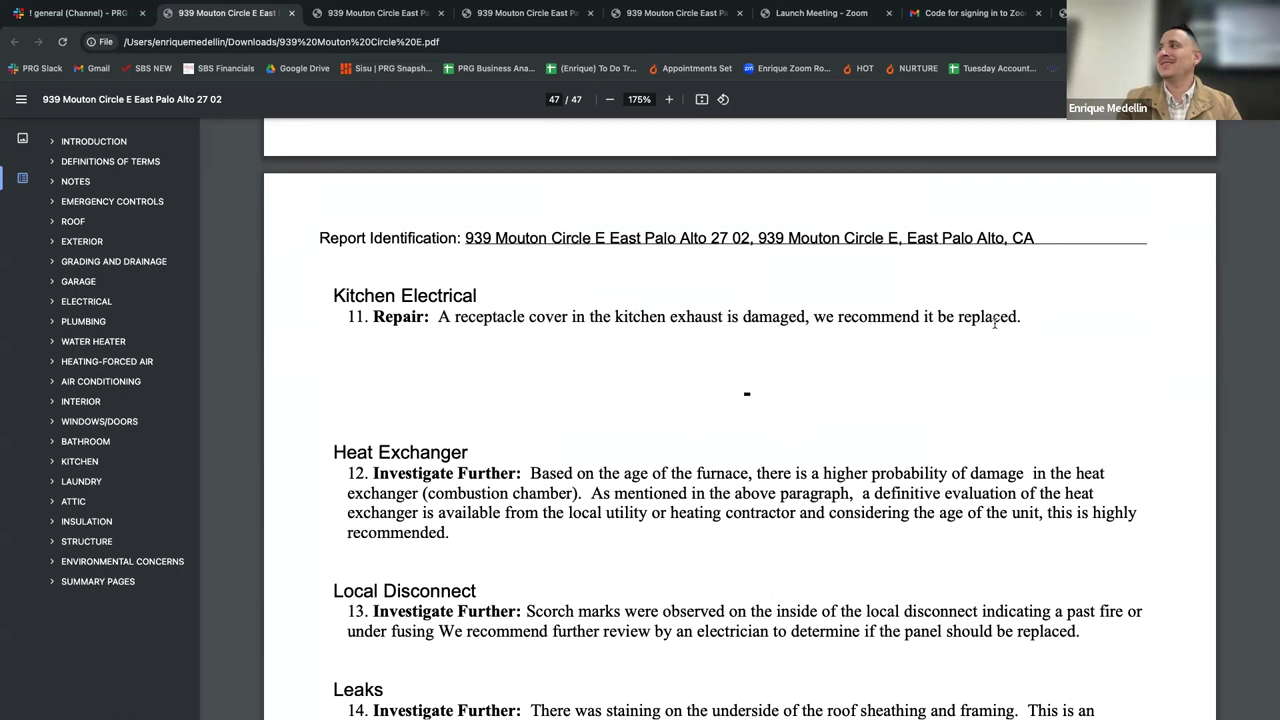 ! general (Channel) - PRG
939 Mouton Circle E East
939 Mouton Circle East Pa
939 Mouton Circle East Pa
939 Mouton Circle East Pa
Launch Meeting - Zoom
Code for signing in to Zoo
File
/Users/enriquemedellin/Downloads/939%20Mouton%20Circle%20E.pdf
PRG Slack
Gmail
SBS NEW
SBS Financials
Google Drive
Sisu | PRG Snapsh...
PRG Business Ana...
(Enrique) To Do Tr...
Appointments Set...
Enrique Zoom Ro...
HOT
NURTURE
Tuesday Account...
Enrique Medellin
939 Mouton Circle E East Palo Alto 27 02
47 / 47
175%
INTRODUCTION
DEFINITIONS OF TERMS
NOTES
EMERGENCY CONTROLS
ROOF
EXTERIOR
GRADING AND DRAINAGE
GARAGE
ELECTRICAL
PLUMBING
WATER HEATER
HEATING-FORCED AIR
AIR CONDITIONING
INTERIOR
WINDOWS/DOORS
BATHROOM
KITCHEN
LAUNDRY
ATTIC
INSULATION
STRUCTURE
ENVIRONMENTAL CONCERNS
SUMMARY PAGES
Report Identification: 939 Mouton Circle E East Palo Alto 27 02, 939 Mouton Circle E, East Palo Alto, CA
Kitchen Electrical
11. Repair: A receptacle cover in the kitchen exhaust is damaged, we recommend it be replaced.
-
Heat Exchanger
12. Investigate Further: Based on the age of the furnace, there is a higher probability of damage in the heat
exchanger (combustion chamber). As mentioned in the above paragraph, a definitive evaluation of the heat
exchanger is available from the local utility or heating contractor and considering the age of the unit, this is highly
recommended.
Local Disconnect
13. Investigate Further: Scorch marks were observed on the inside of the local disconnect indicating a past fire or
under fusing We recommend further review by an electrician to determine if the panel should be replaced.
Leaks
14. Investigate Further: There was staining on the underside of the roof sheathing and framing. This is an